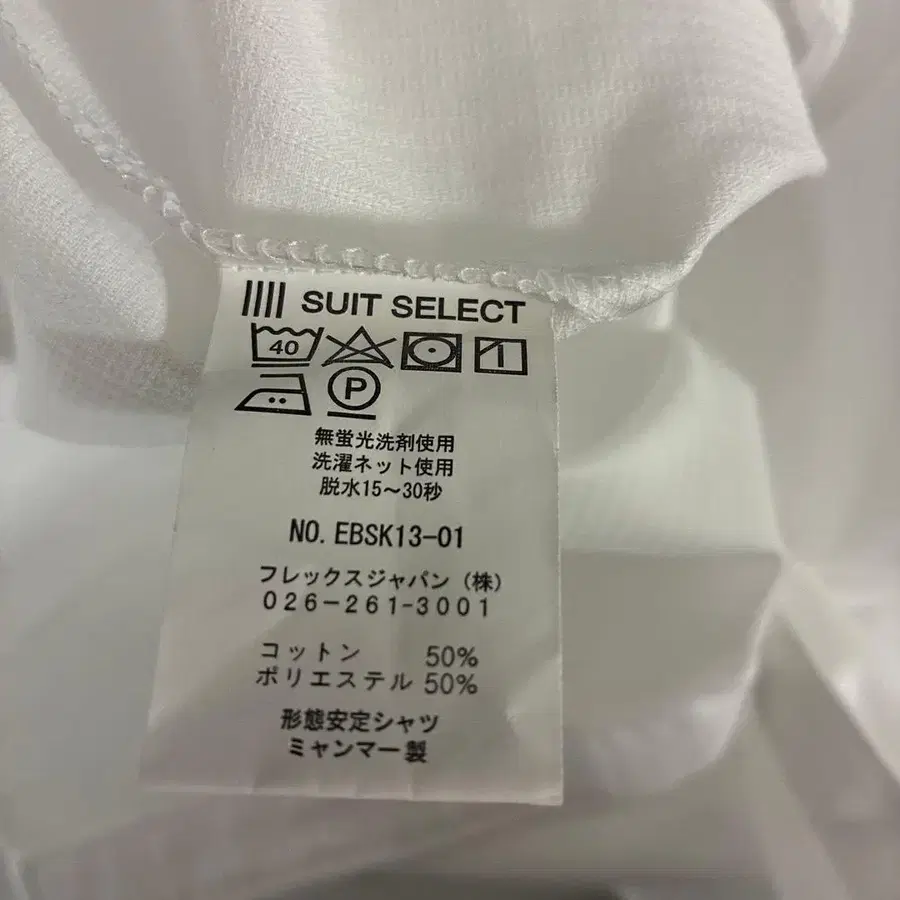 SUIT SELECT
40
P
無蛍光洗剤使用
洗濯ネット使用
脱水15～30秒
NO. EBSK13-01
フレックスジャパン（株）
026-261-3001
コットン 50%
ポリエステル 50%
形態安定シャツ
ミャンマー製